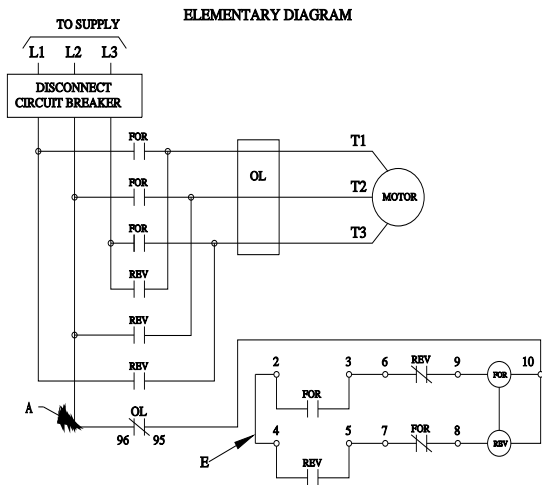 ELEMENTARY DIAGRAM
TO SUPPLY
L1 L2 L3
DISCONNECT
CIRCUIT BREAKER
FOR
T1
OL
FOR
T2
MOTOR
FOR
T3
REV
REV
REV
2 3 6 REV 9 10
FOR
FOR
A
OL
96 95
4 5 7 FOR 8
REV
E
REV